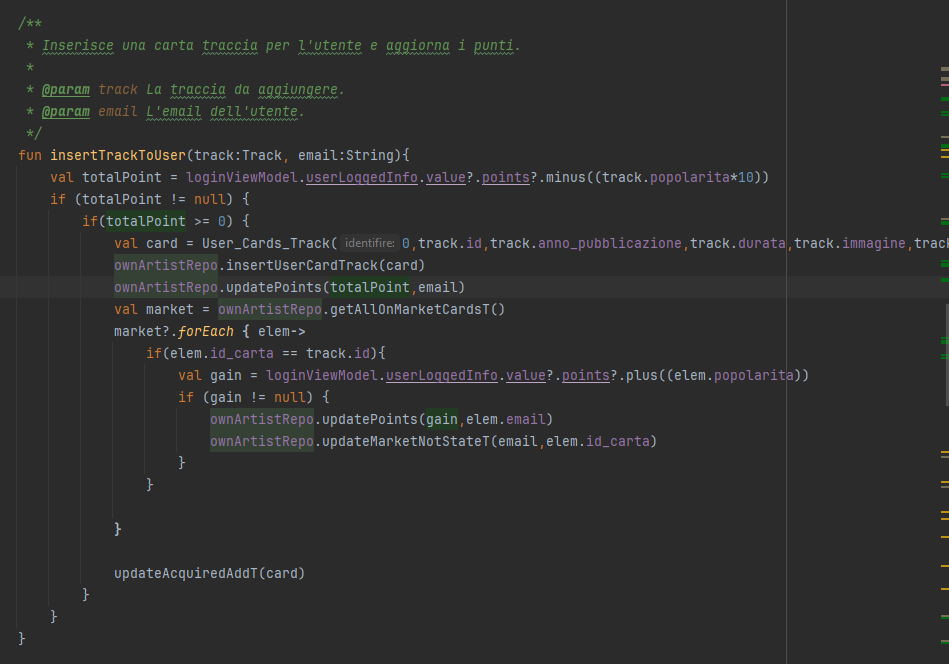 /**
 * Inserisce una carta traccia per l'utente e aggiorna i punti.
 *
 * @param track La traccia da aggiungere.
 * @param email L'email dell'utente.
 */
fun insertTrackToUser(track:Track, email:String){
    val totalPoint = loginViewModel.userLoggedInfo.value?.points?.minus((track.popolarita*10))
    if (totalPoint != null) {
        if(totalPoint >= 0) {
            val card = User_Cards_Track( identifire: 0,track.id,track.anno_pubblicazione,track.durata,track.immagine,track
            ownArtistRepo.insertUserCardTrack(card)
            ownArtistRepo.updatePoints(totalPoint,email)
            val market = ownArtistRepo.getAllOnMarketCardsT()
            market?.forEach { elem->
                if(elem.id_carta == track.id){
                    val gain = loginViewModel.userLoggedInfo.value?.points?.plus((elem.popolarita))
                    if (gain != null) {
                        ownArtistRepo.updatePoints(gain,elem.email)
                        ownArtistRepo.updateMarketNotStateT(email,elem.id_carta)
                    }
                }
            }
            updateAcquiredAddT(card)
        }
    }
}